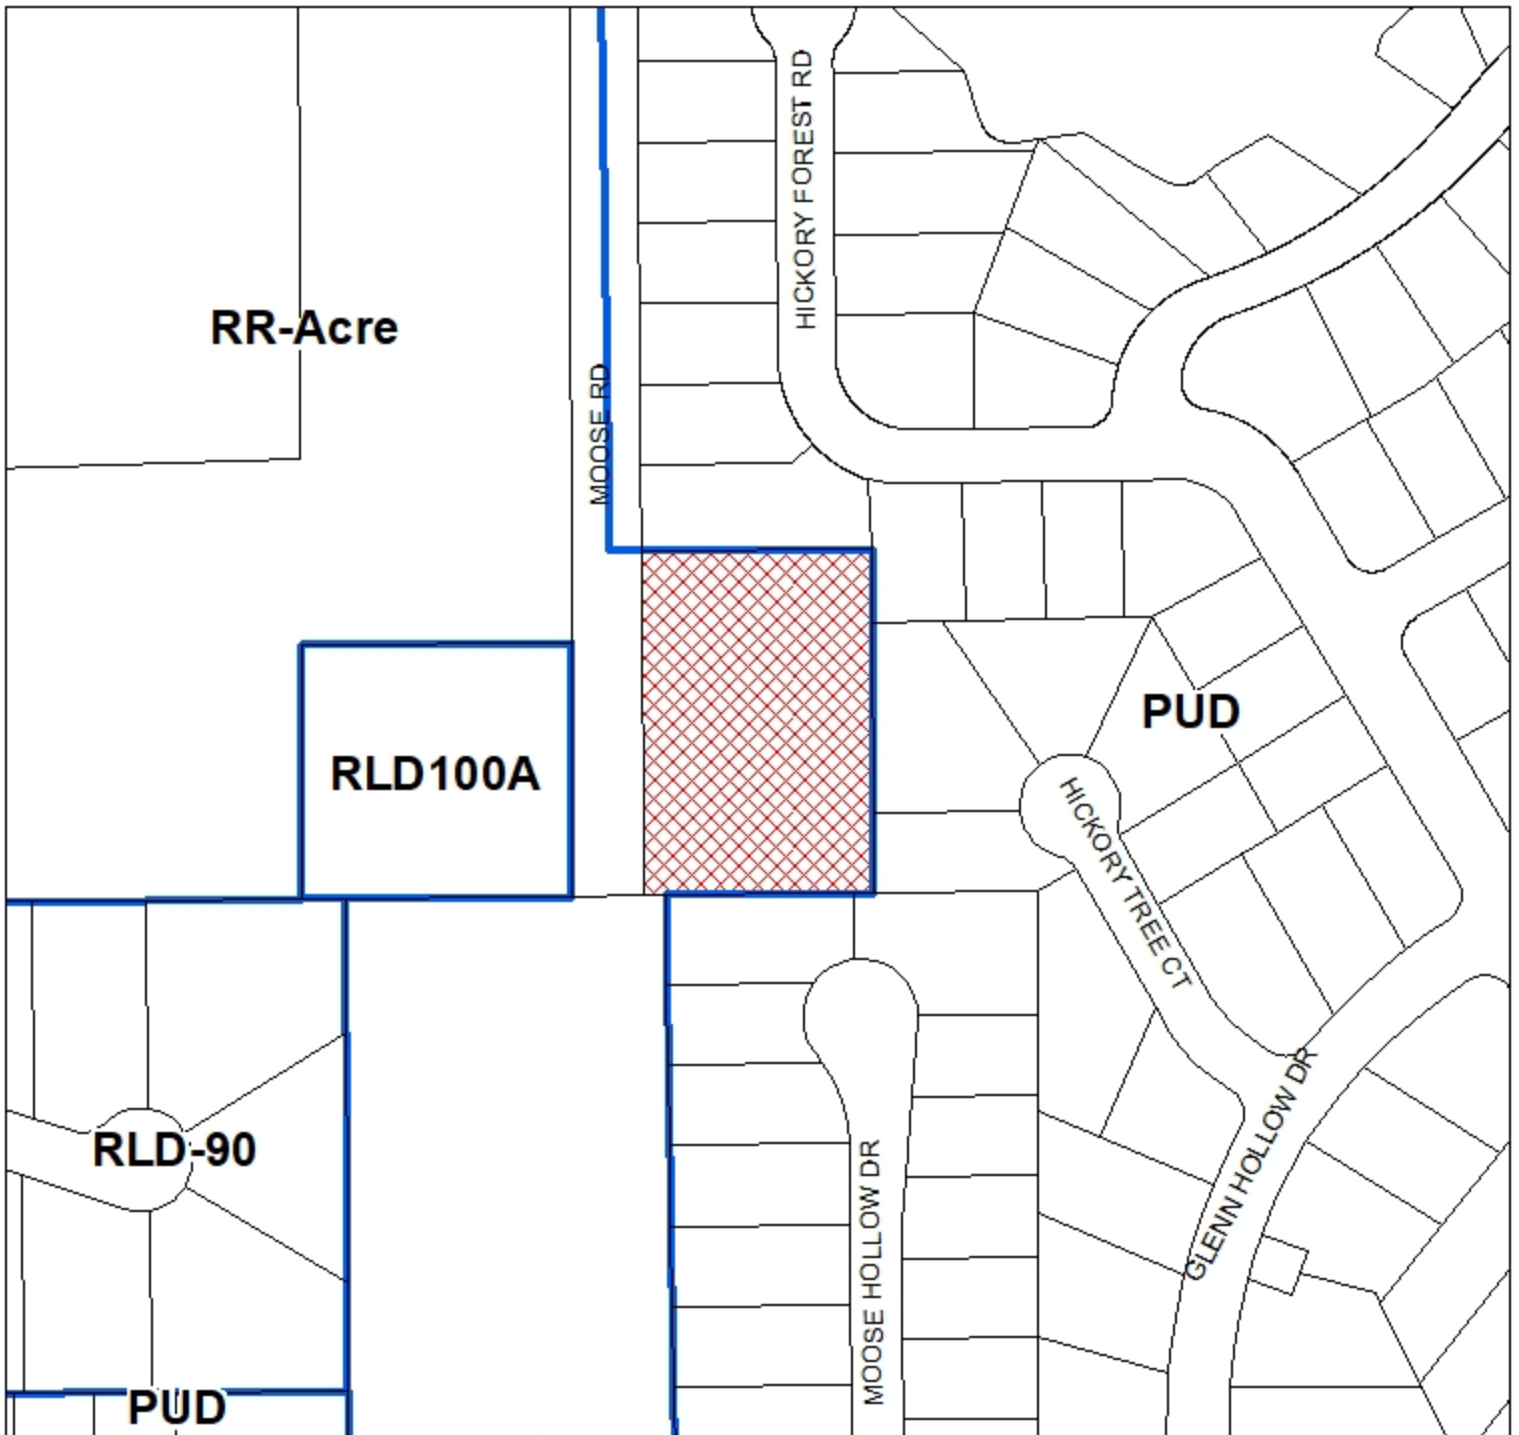 HICKORY FOREST RD
RR-Acre
MOOSE RD
PUD
RLD100A
HICKORY TREE CT
RLD-90
GLENN HOLLOW DR
MOOSE HOLLOW DR
PUD